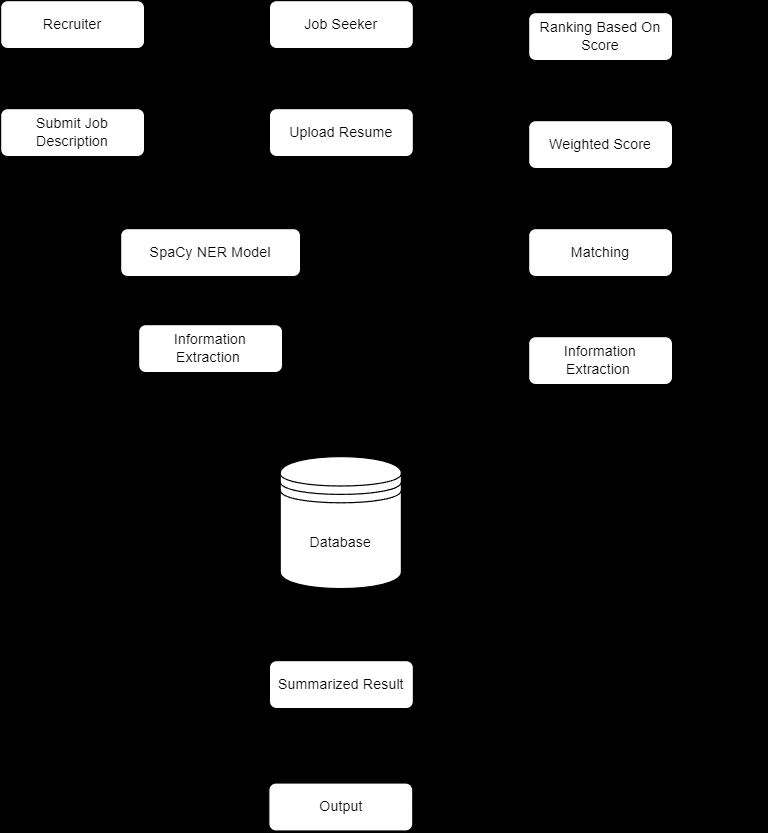 Recruiter
Job Seeker
Ranking Based On
Score
Submit Job
Description
Upload Resume
Weighted Score
SpaCy NER Model
Matching
Information
Extraction
Information
Extraction
Database
Summarized Result
Output